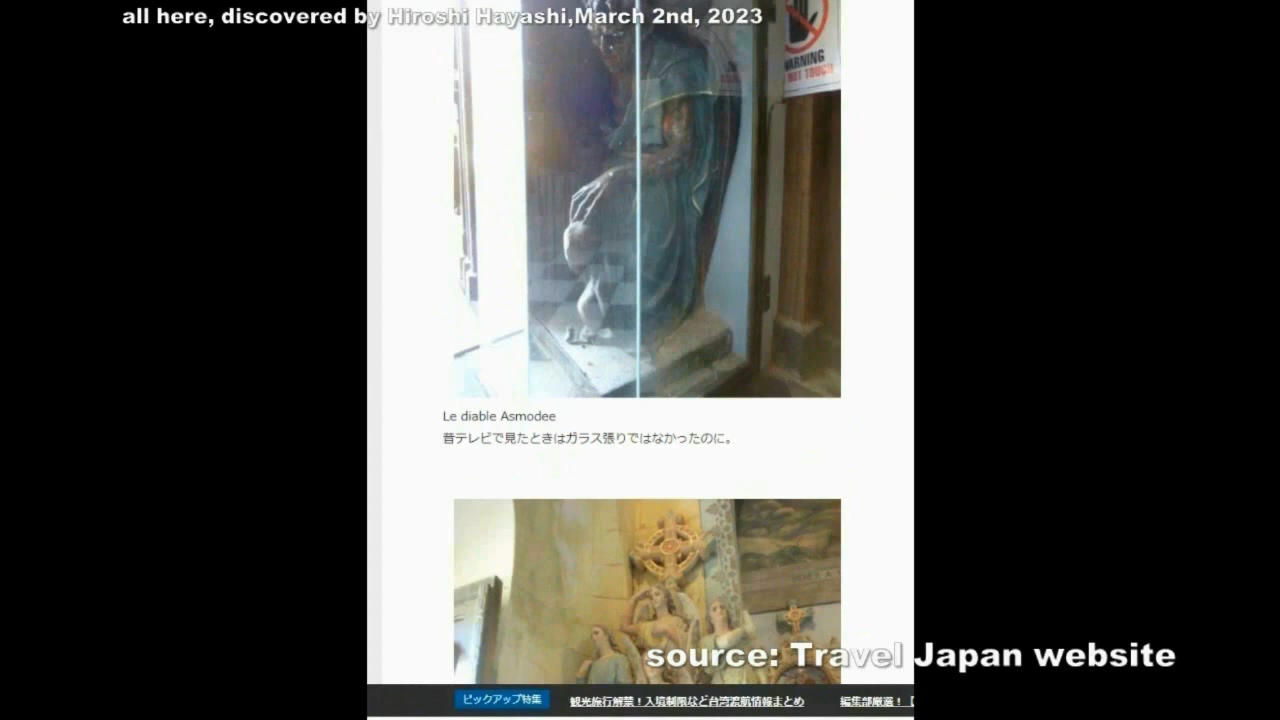 all here, discovered by Hiroshi Hayashi,March 2nd, 2023
WARNING
NOT TOUCH
Le diable Asmodee
昔テレビで見たときはガラス張りではなかったのに。
source: Travel Japan website
ピックアップ特集
観光旅行解禁！入境制限など台湾渡航情報まとめ
編集部厳選！